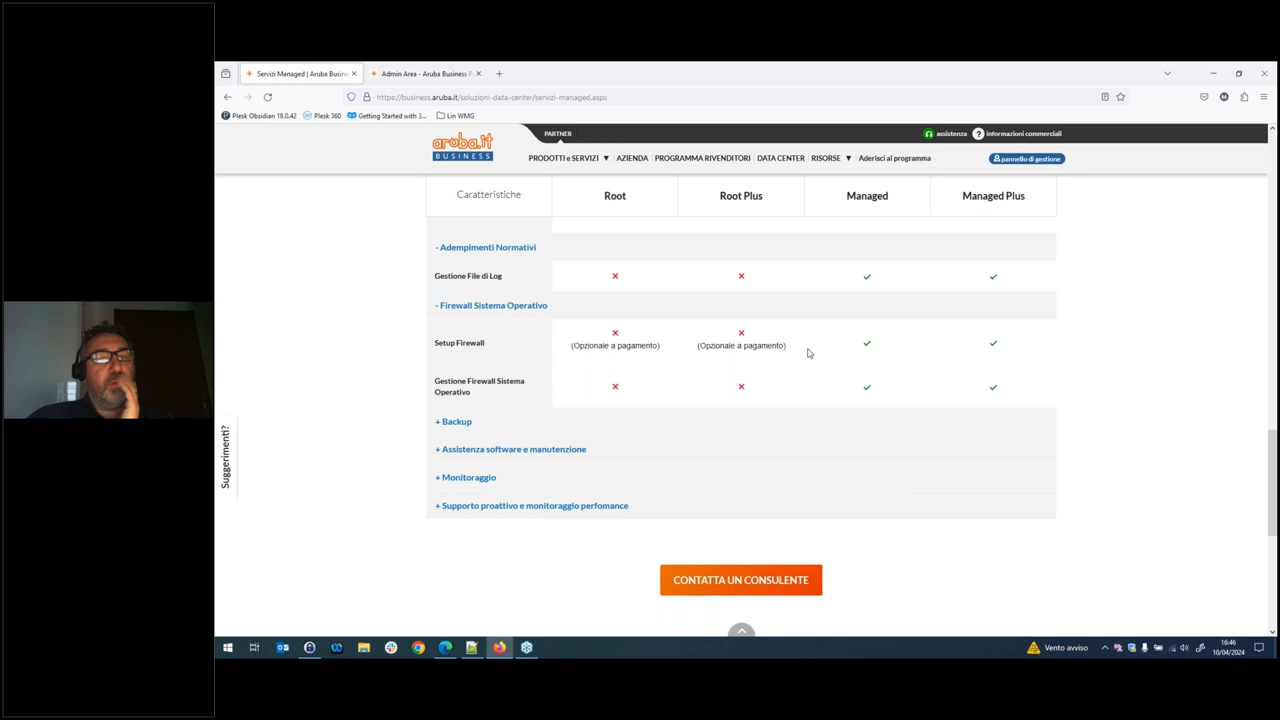 Servizi Managed | Aruba Busine
Admin Area - Aruba Business P
https://business.aruba.it/soluzioni-data-center/servizi-managed.aspx
Plesk Obsidian 18.0.42
Plesk 360
Getting Started with 3...
Lin WMG
aruba.it
BUSINESS
PARTNER
assistenza
informazioni commerciali
PRODOTTI e SERVIZI ▼
AZIENDA
PROGRAMMA RIVENDITORI
DATA CENTER
RISORSE ▼
Aderisci al programma
pannello di gestione
Caratteristiche
Root
Root Plus
Managed
Managed Plus
- Adempimenti Normativi
Gestione File di Log
- Firewall Sistema Operativo
Setup Firewall
(Opzionale a pagamento)
(Opzionale a pagamento)
Gestione Firewall Sistema
Operativo
+ Backup
+ Assistenza software e manutenzione
+ Monitoraggio
+ Supporto proattivo e monitoraggio perfomance
Suggerimenti?
CONTATTA UN CONSULENTE
Vento avviso
16:46
10/04/2024